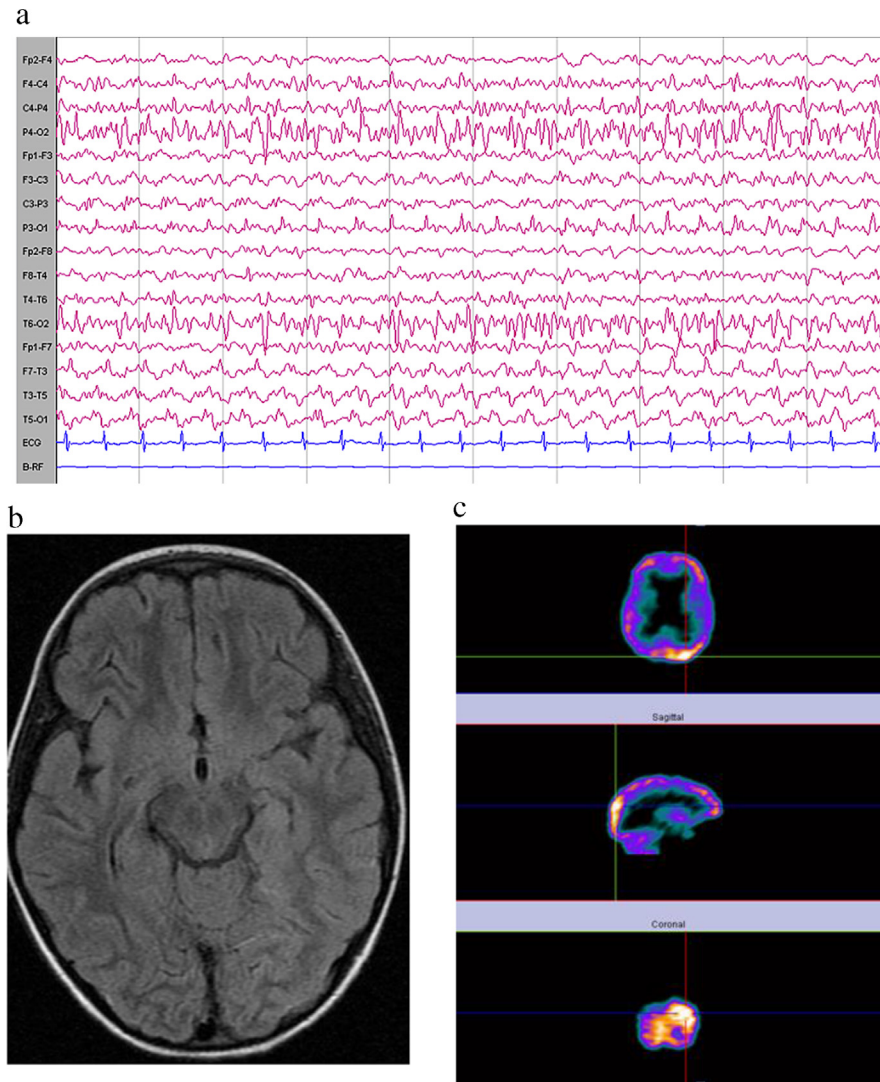 a
Fp2-F4
F4-C4
C4-P4
P4-O2
Fp1-F3
F3-C3
C3-P3
P3-O1
Fp2-F8
F8-T4
T4-T6
T6-O2
Fp1-F7
F7-T3
T3-T5
T5-O1
ECG
B-RF
b
c
Sagittal
Coronal